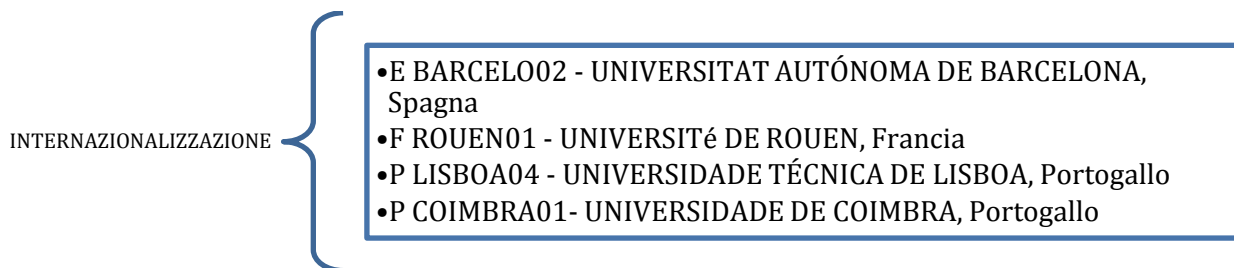 INTERNAZIONALIZZAZIONE
•E BARCELO02 - UNIVERSITAT AUTÓNOMA DE BARCELONA,
Spagna
•F ROUEN01 - UNIVERSITé DE ROUEN, Francia
•P LISBOA04 - UNIVERSIDADE TÉCNICA DE LISBOA, Portogallo
•P COIMBRA01- UNIVERSIDADE DE COIMBRA, Portogallo